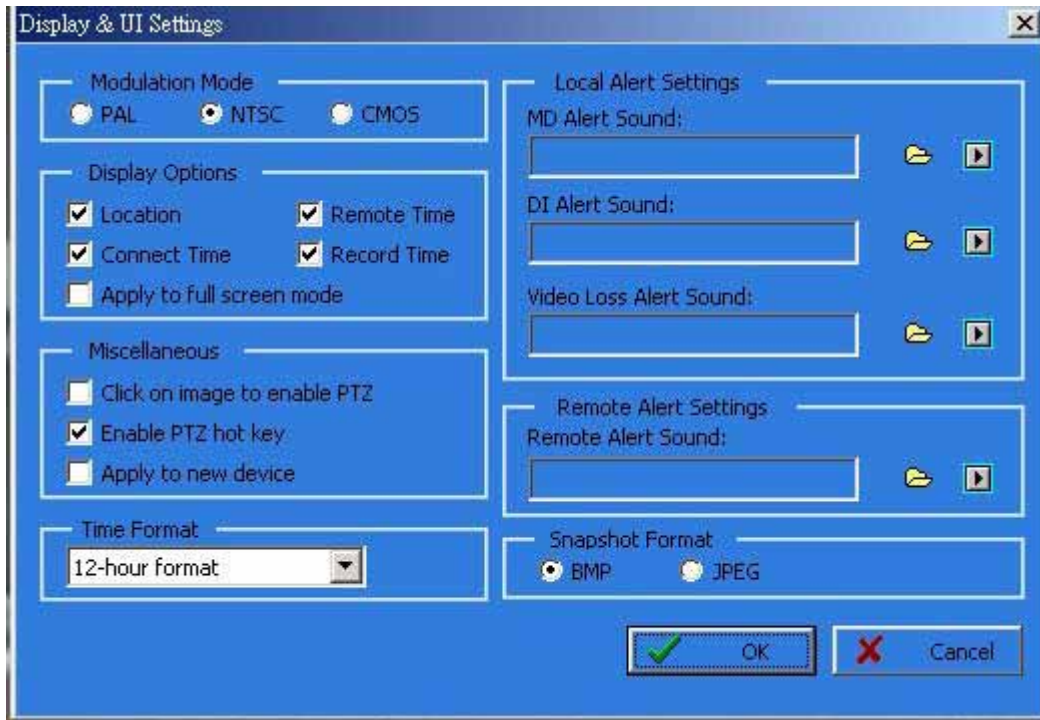 Display & UI Settings
Modulation Mode
PAL
NTSC
CMOS
Display Options
Location
Remote Time
Connect Time
Record Time
Apply to full screen mode
Miscellaneous
Click on image to enable PTZ
Enable PTZ hot key
Apply to new device
Time Format
12-hour format
Local Alert Settings
MD Alert Sound:
DI Alert Sound:
Video Loss Alert Sound:
Remote Alert Settings
Remote Alert Sound:
Snapshot Format
BMP
JPEG
OK
Cancel